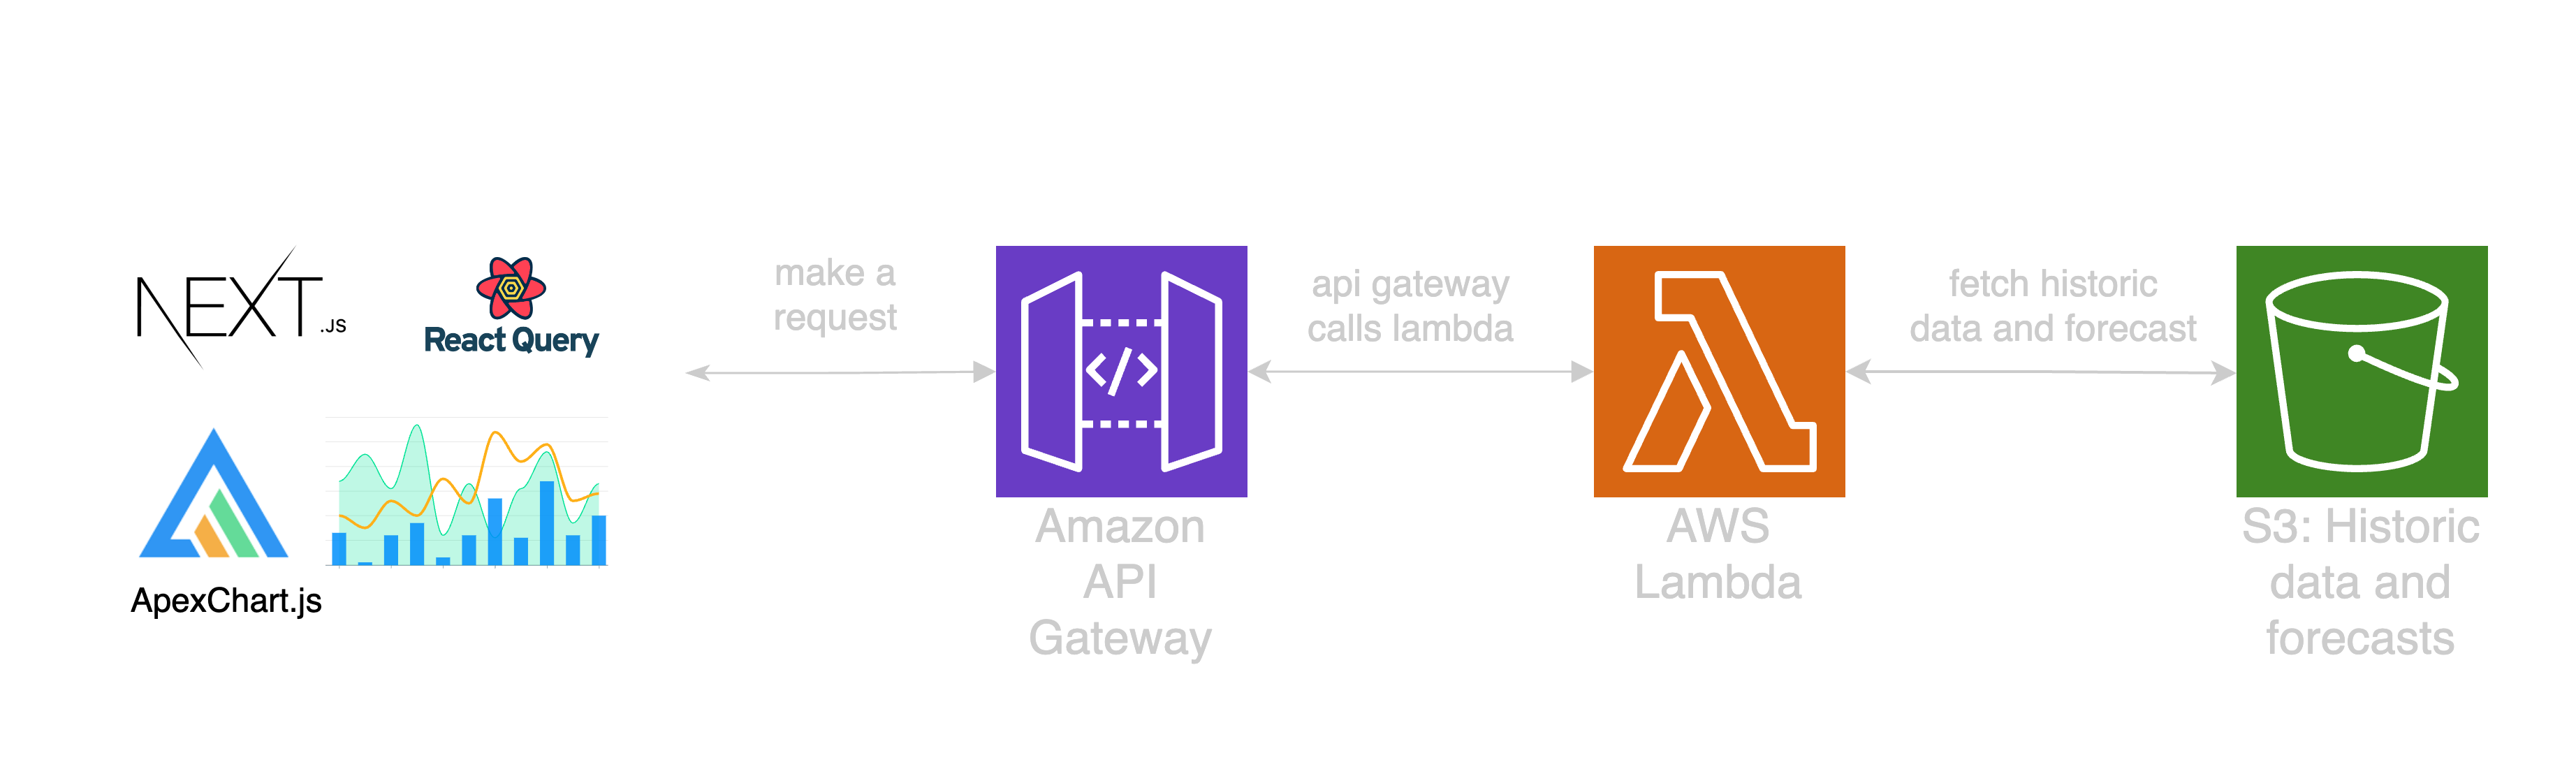 NEXT.JS
React Query
ApexChart.js
make a
request
Amazon
API
Gateway
api gateway
calls lambda
AWS
Lambda
fetch historic
data and forecast
S3: Historic
data and
forecasts